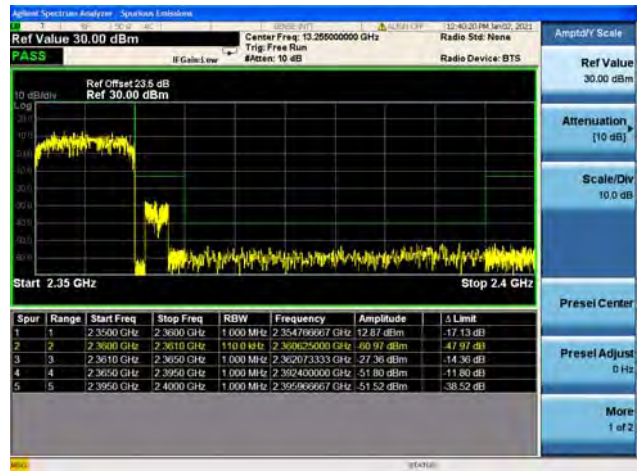 Agilent Spectrum Analyzer - Spurious Emissions
SENSE:INT ALIGN OFF 12:40:20 PM Jan 02, 2021
Ref Value 30.00 dBm
Center Freq: 13.255000000 GHz
Radio Std: None
Trig: Free Run
PASS
IFGain:Low
#Atten: 10 dB
Radio Device: BTS
Ref Offset 23.5 dB
10 dB/div Ref 30.00 dBm
Log
Start 2.35 GHz
Stop 2.4 GHz
Spur Range Start Freq Stop Freq RBW Frequency Amplitude Δ Limit
1 1 2.3500 GHz 2.3600 GHz 1.000 MHz 2.354766667 GHz 12.87 dBm -17.13 dB
2 2 2.3600 GHz 2.3610 GHz 110.0 kHz 2.360625000 GHz -60.97 dBm -47.97 dB
3 3 2.3610 GHz 2.3650 GHz 1.000 MHz 2.362073333 GHz -27.36 dBm -14.36 dB
4 4 2.3650 GHz 2.3950 GHz 1.000 MHz 2.392400000 GHz -51.80 dBm -11.80 dB
5 5 2.3950 GHz 2.4000 GHz 1.000 MHz 2.395966667 GHz -51.52 dBm -38.52 dB
MSG
STATUS
Amptd/Y Scale
Ref Value
30.00 dBm
Attenuation
[10 dB]
Scale/Div
10.0 dB
Presel Center
Presel Adjust
0 Hz
More
1 of 2